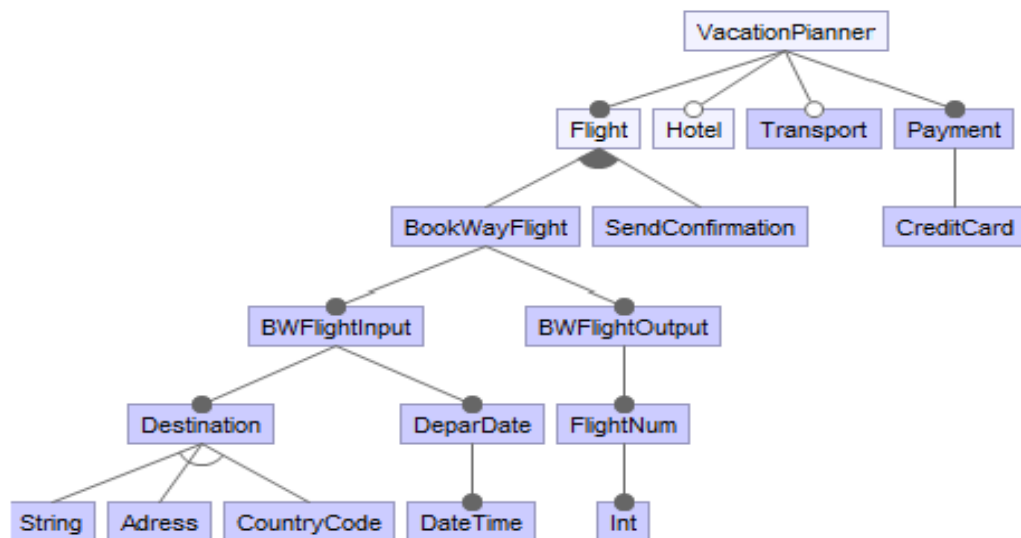 VacationPianner
Flight
Hotel
Transport
Payment
BookWayFlight
SendConfirmation
CreditCard
BWFlightInput
BWFlightOutput
Destination
DeparDate
FlightNum
String
Adress
CountryCode
DateTime
Int